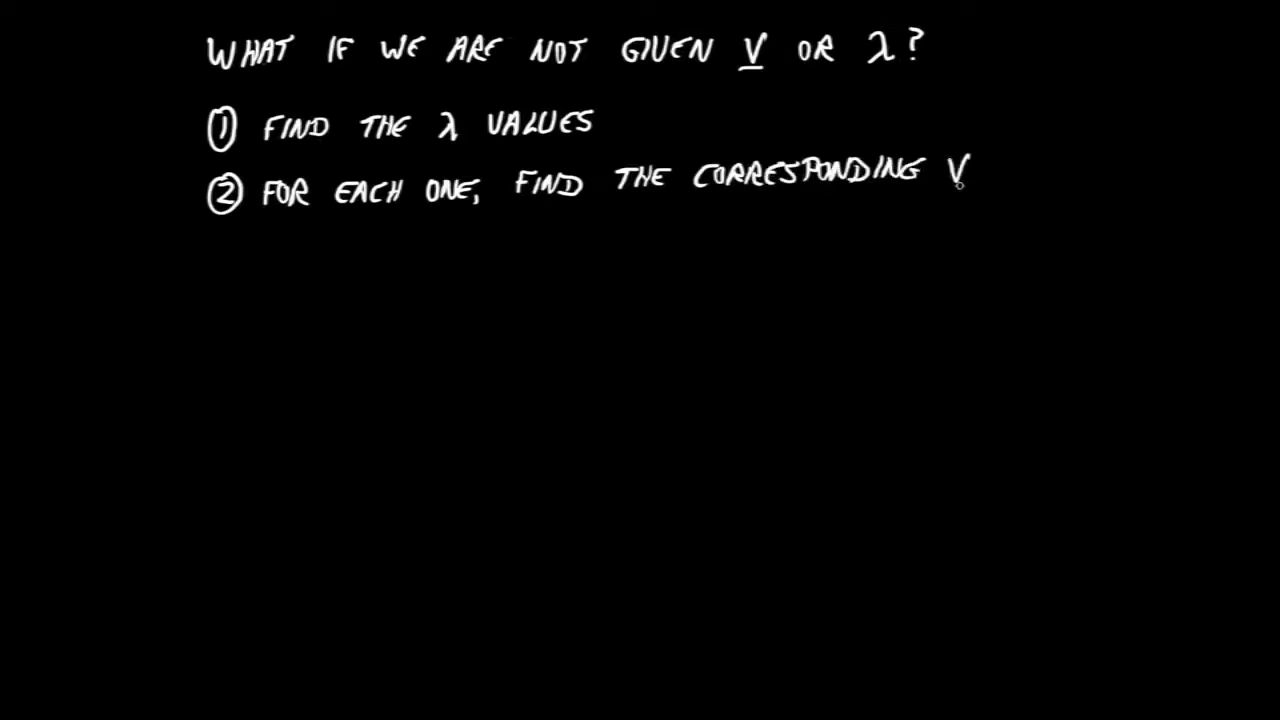 WHAT IF WE ARE NOT GIVEN V OR λ?
① FIND THE λ VALUES
② FOR EACH ONE, FIND THE CORRESPONDING V